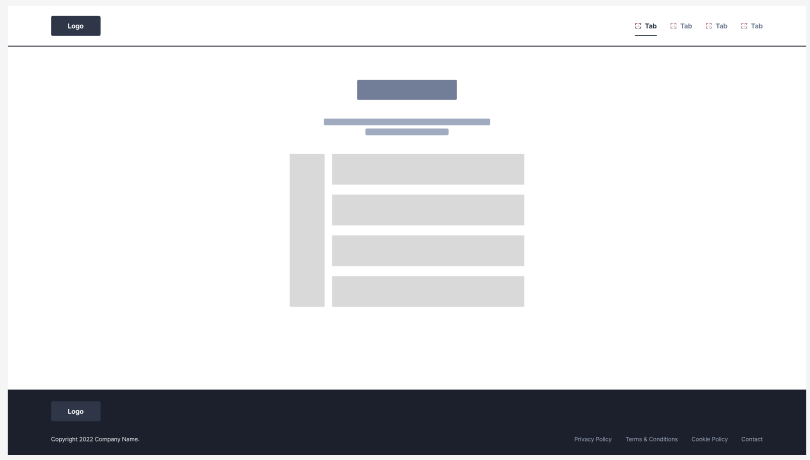 Logo
Tab Tab Tab Tab
Logo
Copyright 2022 Company Name.
Privacy Policy Terms & Conditions Cookie Policy Contact